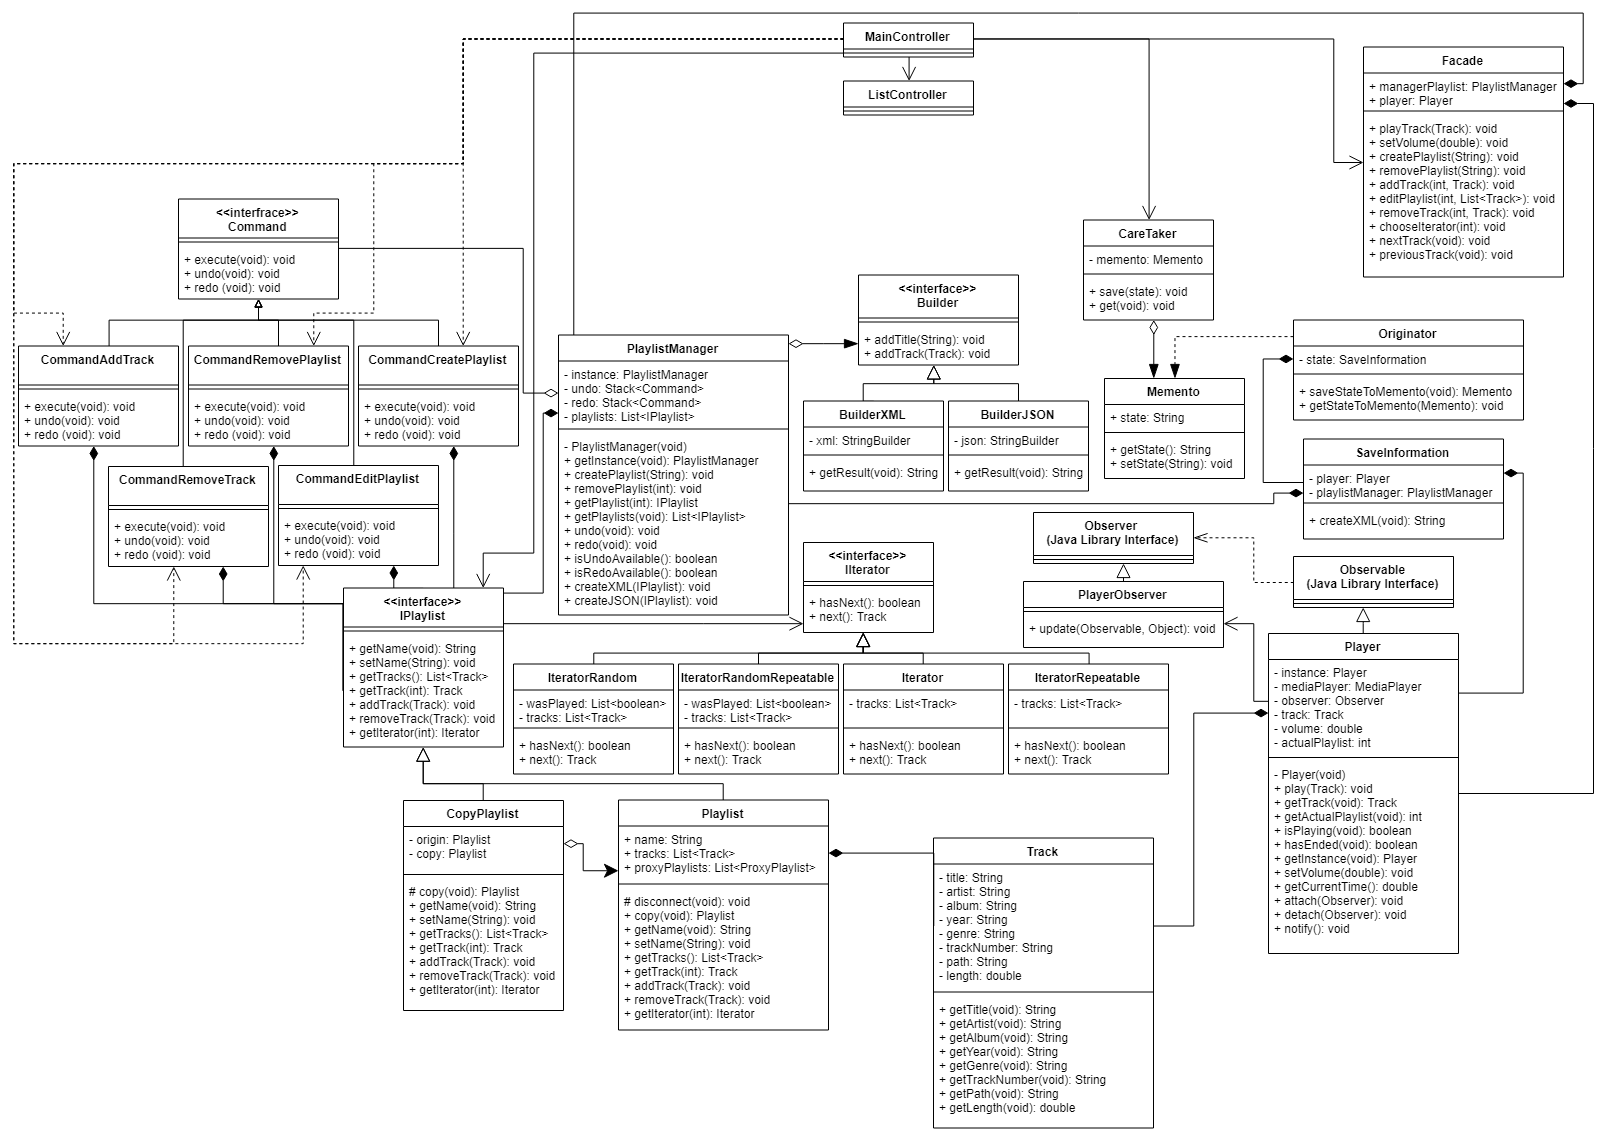 MainController
ListController
Facade
+ managerPlaylist: PlaylistManager
+ player: Player
+ playTrack(Track): void
+ setVolume(double): void
+ createPlaylist(String): void
+ removePlaylist(String): void
+ addTrack(int, Track): void
+ editPlaylist(int, List<Track>): void
+ removeTrack(int, Track): void
+ chooseIterator(int): void
+ nextTrack(void): void
+ previousTrack(void): void
<<interfrace>>
Command
+ execute(void): void
+ undo(void): void
+ redo (void): void
CareTaker
- memento: Memento
+ save(state): void
+ get(void): void
<<interface>>
Builder
+ addTitle(String): void
+ addTrack(Track): void
Originator
- state: SaveInformation
+ saveStateToMemento(void): Memento
+ getStateToMemento(Memento): void
CommandAddTrack
+ execute(void): void
+ undo(void): void
+ redo (void): void
CommandRemovePlaylist
+ execute(void): void
+ undo(void): void
+ redo (void): void
CommandCreatePlaylist
+ execute(void): void
+ undo(void): void
+ redo (void): void
PlaylistManager
- instance: PlaylistManager
- undo: Stack<Command>
- redo: Stack<Command>
- playlists: List<IPlaylist>
- PlaylistManager(void)
+ getInstance(void): PlaylistManager
+ createPlaylist(String): void
+ removePlaylist(int): void
+ getPlaylist(int): IPlaylist
+ getPlaylists(void): List<IPlaylist>
+ undo(void): void
+ redo(void): void
+ isUndoAvailable(): boolean
+ isRedoAvailable(): boolean
+ createXML(IPlaylist): void
+ createJSON(IPlaylist): void
Memento
+ state: String
+ getState(): String
+ setState(String): void
BuilderXML
- xml: StringBuilder
+ getResult(void): String
BuilderJSON
- json: StringBuilder
+ getResult(void): String
SaveInformation
- player: Player
- playlistManager: PlaylistManager
+ createXML(void): String
CommandRemoveTrack
+ execute(void): void
+ undo(void): void
+ redo (void): void
CommandEditPlaylist
+ execute(void): void
+ undo(void): void
+ redo (void): void
Observer
(Java Library Interface)
<<interface>>
IIterator
+ hasNext(): boolean
+ next(): Track
Observable
(Java Library Interface)
PlayerObserver
+ update(Observable, Object): void
<<interface>>
IPlaylist
+ getName(void): String
+ setName(String): void
+ getTracks(): List<Track>
+ getTrack(int): Track
+ addTrack(Track): void
+ removeTrack(Track): void
+ getIterator(int): Iterator
Player
- instance: Player
- mediaPlayer: MediaPlayer
- observer: Observer
- track: Track
- volume: double
- actualPlaylist: int
- Player(void)
+ play(Track): void
+ getTrack(void): Track
+ getActualPlaylist(void): int
+ isPlaying(void): boolean
+ hasEnded(void): boolean
+ getInstance(void): Player
+ setVolume(double): void
+ getCurrentTime(): double
+ attach(Observer): void
+ detach(Observer): void
+ notify(): void
IteratorRandom
- wasPlayed: List<boolean>
- tracks: List<Track>
+ hasNext(): boolean
+ next(): Track
IteratorRandomRepeatable
- wasPlayed: List<boolean>
- tracks: List<Track>
+ hasNext(): boolean
+ next(): Track
Iterator
- tracks: List<Track>
+ hasNext(): boolean
+ next(): Track
IteratorRepeatable
- tracks: List<Track>
+ hasNext(): boolean
+ next(): Track
CopyPlaylist
- origin: Playlist
- copy: Playlist
# copy(void): Playlist
+ getName(void): String
+ setName(String): void
+ getTracks(): List<Track>
+ getTrack(int): Track
+ addTrack(Track): void
+ removeTrack(Track): void
+ getIterator(int): Iterator
Playlist
+ name: String
+ tracks: List<Track>
+ proxyPlaylists: List<ProxyPlaylist>
# disconnect(void): void
+ copy(void): Playlist
+ getName(void): String
+ setName(String): void
+ getTracks(): List<Track>
+ getTrack(int): Track
+ addTrack(Track): void
+ removeTrack(Track): void
+ getIterator(int): Iterator
Track
- title: String
- artist: String
- album: String
- year: String
- genre: String
- trackNumber: String
- path: String
- length: double
+ getTitle(void): String
+ getArtist(void): String
+ getAlbum(void): String
+ getYear(void): String
+ getGenre(void): String
+ getTrackNumber(void): String
+ getPath(void): String
+ getLength(void): double